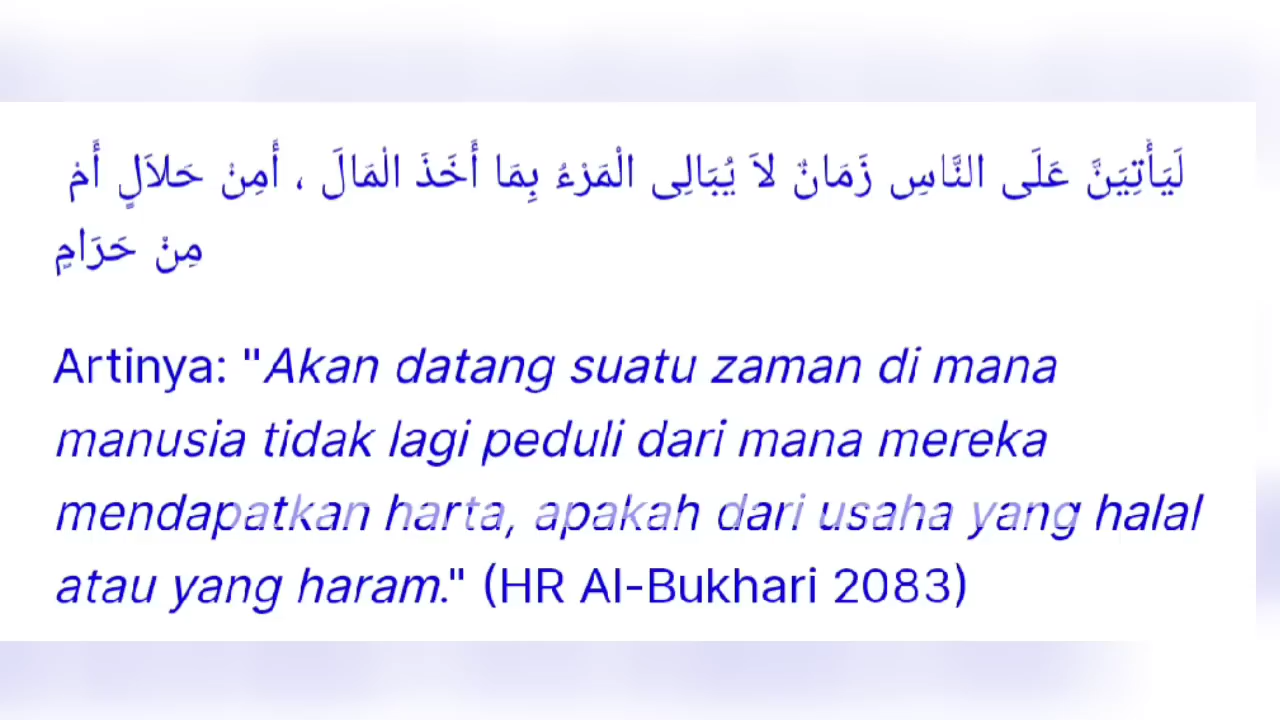 لَيَأْتِيَنَّ عَلَى النَّاسِ زَمَانٌ لاَ يُبَالِى الْمَرْءُ بِمَا أَخَذَ الْمَالَ ، أَمِنْ حَلاَلٍ أَمْ
مِنْ حَرَامٍ
Artinya: "Akan datang suatu zaman di mana
manusia tidak lagi peduli dari mana mereka
mendapatkan harta, apakah dari usaha yang halal
atau yang haram." (HR Al-Bukhari 2083)